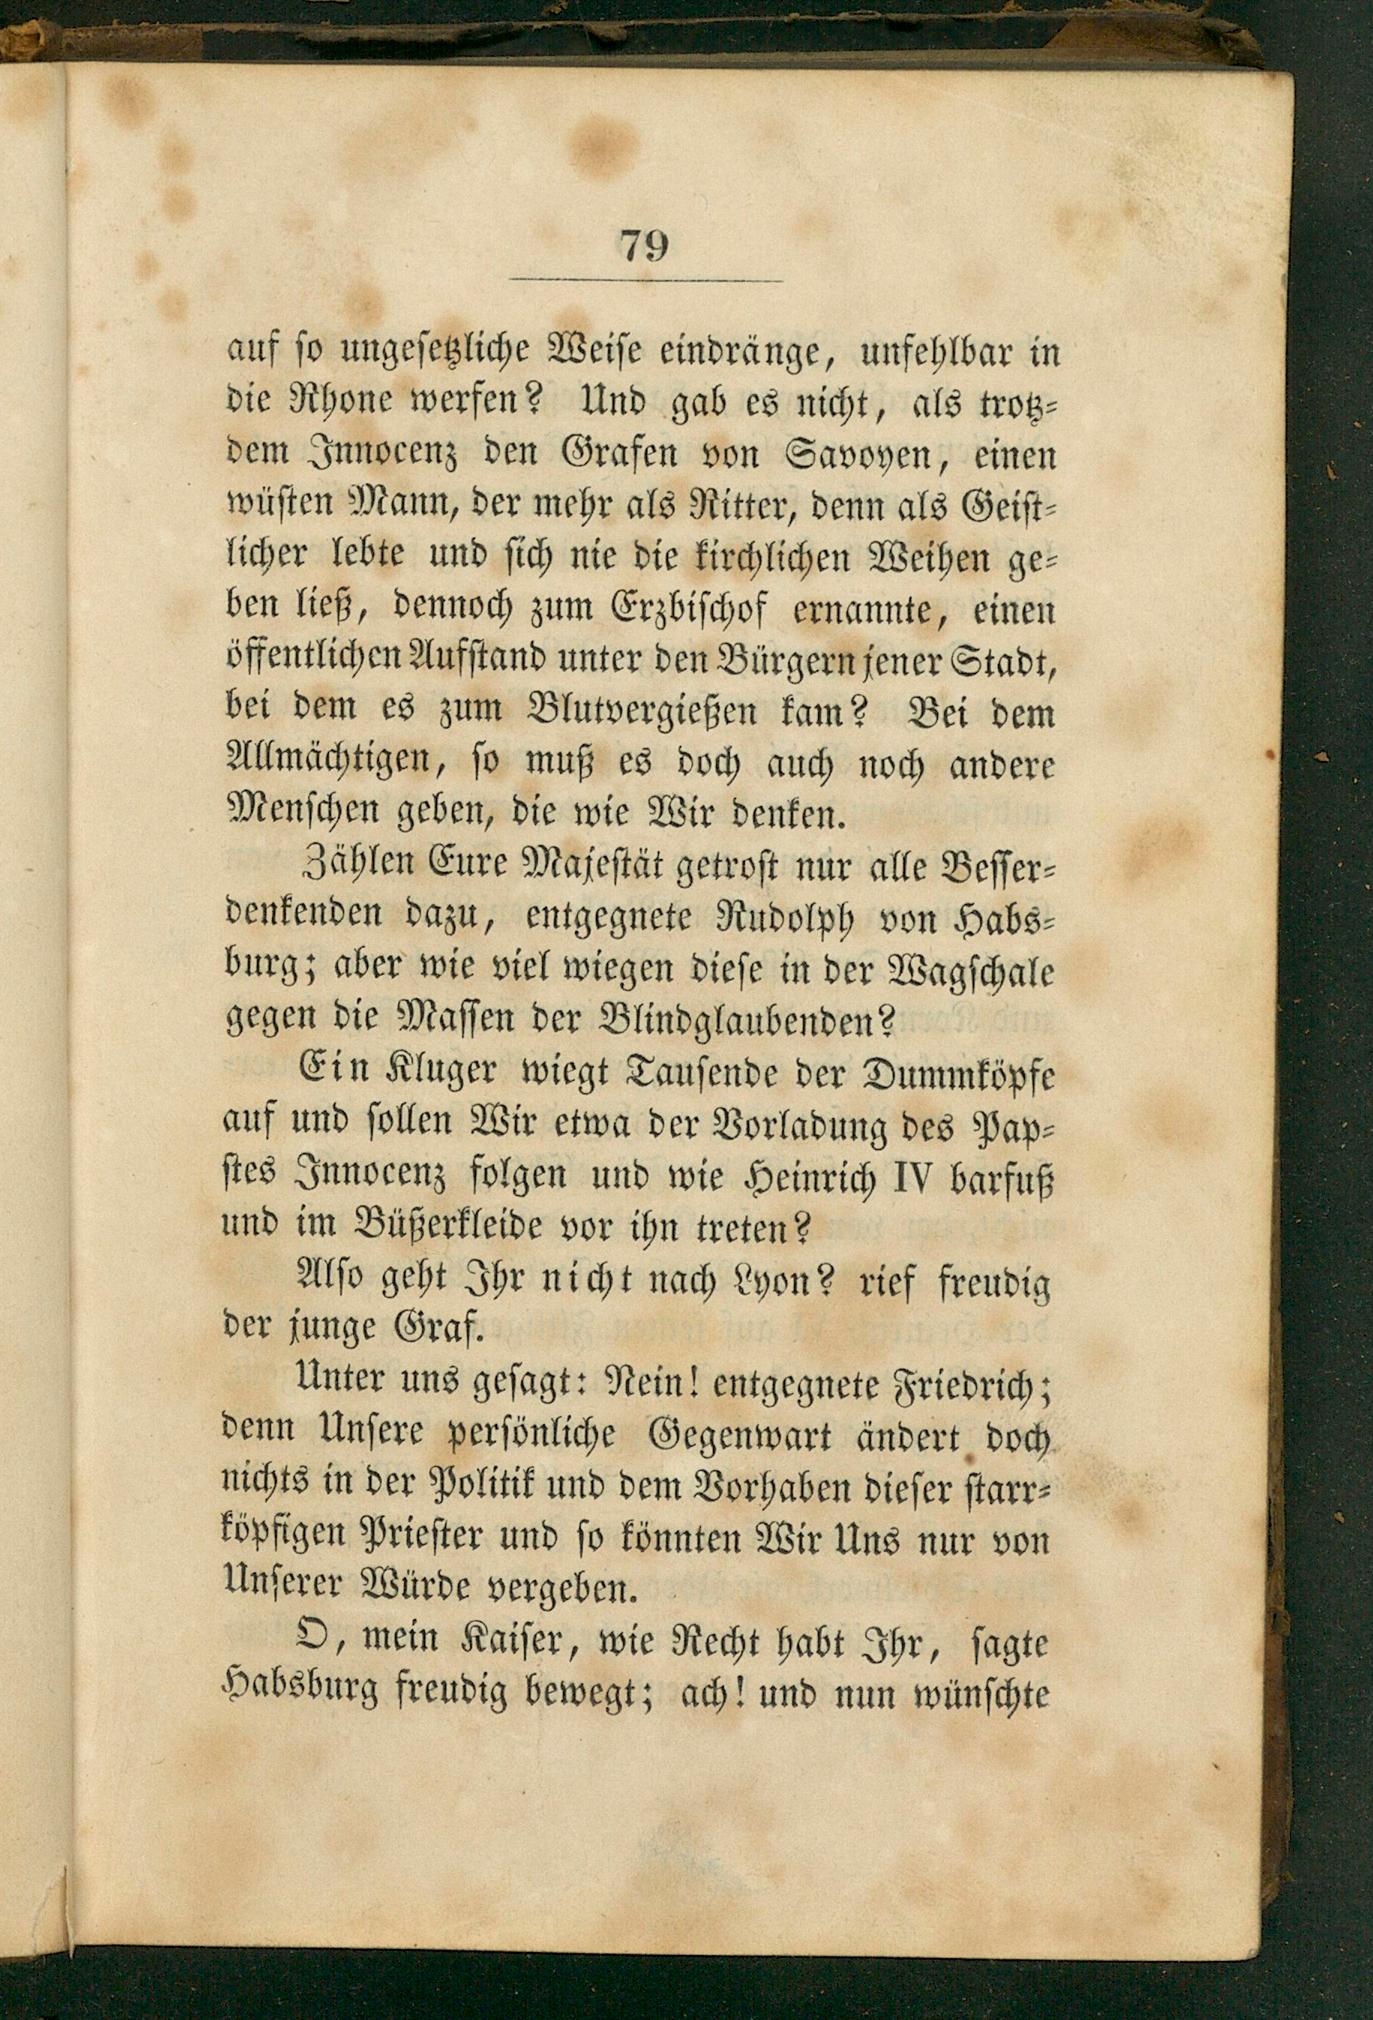 79
auf so ungesetzliche Weise eindränge, unfehlbar in
die Rhone werfen? Und gab es nicht, als trotz-
dem Innocenz den Grafen von Savoyen, einen
wüsten Mann, der mehr als Ritter, denn als Geist-
licher lebte und sich nie die kirchlichen Weihen ge-
ben ließ, dennoch zum Erzbischof ernannte, einen
öffentlichen Aufstand unter den Bürgern jener Stadt,
bei dem es zum Blutvergießen kam? Bei dem
Allmächtigen, so muß es doch auch noch andere
Menschen geben, die wie Wir denken.
Zählen Eure Majestät getrost nur alle Besser-
denkenden dazu, entgegnete Rudolph von Habs-
burg; aber wie viel wiegen diese in der Wagschale
gegen die Massen der Blindglaubenden?
Ein Kluger wiegt Tausende der Dummköpfe
auf und sollen Wir etwa der Vorladung des Pap-
stes Innocenz folgen und wie Heinrich IV barfuß
und im Büßerkleide vor ihn treten?
Also geht Ihr nicht nach Lyon? rief freudig
der junge Graf.
Unter uns gesagt: Nein! entgegnete Friedrich;
denn Unsere persönliche Gegenwart ändert doch
nichts in der Politik und dem Vorhaben dieser starr-
köpfigen Priester und so könnten Wir Uns nur von
Unserer Würde vergeben.
O, mein Kaiser, wie Recht habt Ihr, sagte
Habsburg freudig bewegt; ach! und nun wünschte